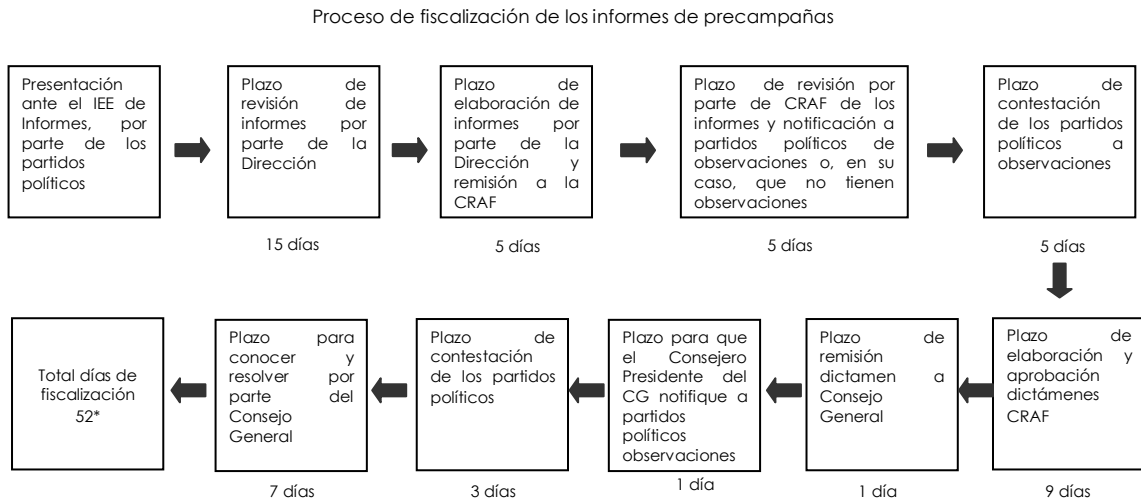 Proceso de fiscalización de los informes de precampañas
Presentación
ante el IEE de
Informes, por
parte de los
partidos
políticos
Plazo de
revisión de
informes por
parte de la
Dirección
15 días
Plazo de
elaboración de
informes por
parte de la
Dirección y
remisión a la
CRAF
5 días
Plazo de revisión por
parte de CRAF de los
informes y notificación a
partidos políticos de
observaciones o, en su
caso, que no tienen
observaciones
5 días
Plazo de
contestación
de los partidos
políticos a
observaciones
5 días
Plazo de
elaboración y
aprobación
dictámenes
CRAF
9 días
Plazo de
remisión
dictamen a
Consejo
General
1 día
Plazo para que
el Consejero
Presidente del
CG notifique a
partidos
políticos
observaciones
1 día
Plazo de
contestación
de los partidos
políticos
3 días
Plazo para
conocer y
resolver por
parte del
Consejo
General
7 días
Total días de
fiscalización
52*